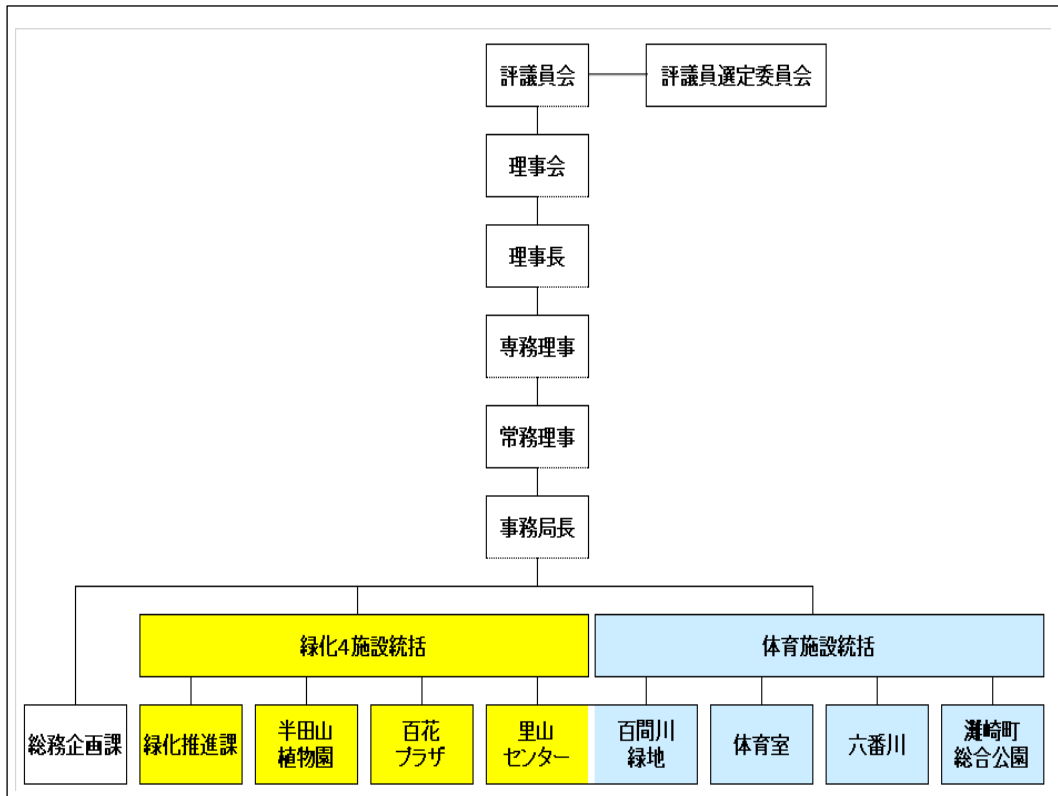 評議員会
評議員選定委員会
理事会
理事長
専務理事
常務理事
事務局長
緑化4施設統括
体育施設統括
総務企画課
緑化推進課
半田山
植物園
百花
プラザ
里山
センター
百間川
緑地
体育室
六番川
灘崎町
総合公園